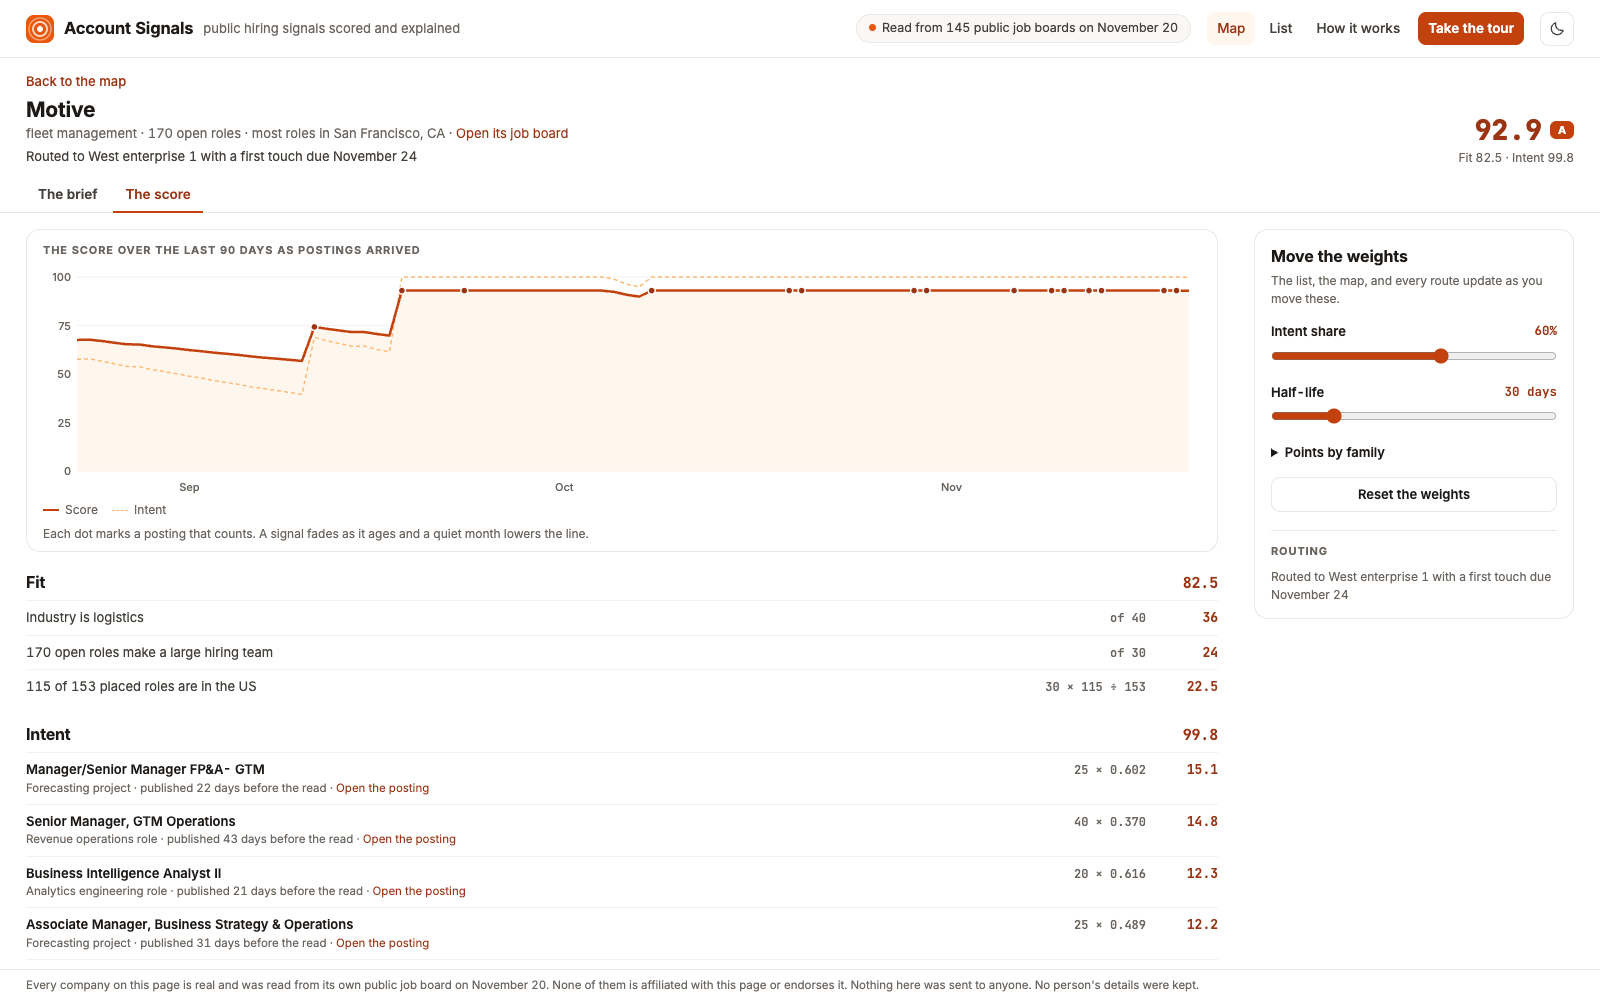 Account Signals public hiring signals scored and explained
Read from 145 public job boards on November 20
Map
List
How it works
Take the tour
Back to the map
Motive
fleet management · 170 open roles · most roles in San Francisco, CA · Open its job board
Routed to West enterprise 1 with a first touch due November 24
92.9 A
Fit 82.5 · Intent 99.8
The brief
The score
THE SCORE OVER THE LAST 90 DAYS AS POSTINGS ARRIVED
100
75
50
25
0
Sep
Oct
Nov
Score
Intent
Each dot marks a posting that counts. A signal fades as it ages and a quiet month lowers the line.
Fit 82.5
Industry is logistics of 40 36
170 open roles make a large hiring team of 30 24
115 of 153 placed roles are in the US 30 × 115 ÷ 153 22.5
Intent 99.8
Manager/Senior Manager FP&A- GTM 25 × 0.602 15.1
Forecasting project · published 22 days before the read · Open the posting
Senior Manager, GTM Operations 40 × 0.370 14.8
Revenue operations role · published 43 days before the read · Open the posting
Business Intelligence Analyst II 20 × 0.616 12.3
Analytics engineering role · published 21 days before the read · Open the posting
Associate Manager, Business Strategy & Operations 25 × 0.489 12.2
Forecasting project · published 31 days before the read · Open the posting
Move the weights
The list, the map, and every route update as you
move these.
Intent share 60%
Half-life 30 days
Points by family
Reset the weights
ROUTING
Routed to West enterprise 1 with a first touch due
November 24
Every company on this page is real and was read from its own public job board on November 20. None of them is affiliated with this page or endorses it. Nothing here was sent to anyone. No person's details were kept.